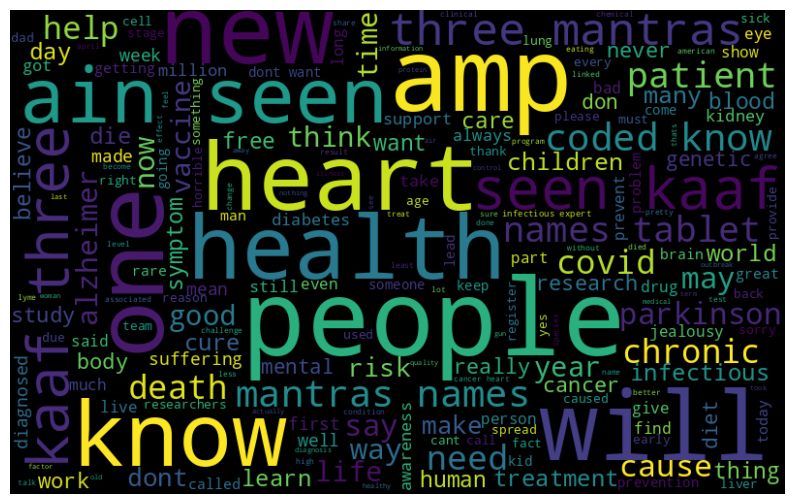 new
amp
three mantras
help
ain seen
heart
health
people
one
kaaf three
know
will
seen kaaf
coded know
names tablet
mantras names
patient
covid
parkinson
chronic
infectious
cause
death
alzheimer
vaccine
believe
symptom
diabetes
children
genetic
kidney
blood
many
care
support
think
want
free
time
day
week
million
long
cell
dad
stage
got
getting
dont want
something
lung
eating
never
every
don
bad
please
always
must
come
linked
american
clinical
chemical
protein
information
share
sick
eye
show
die
made
now
going
right
horrible
man
age
take
thank
problem
prevent
provide
lead
part
infectious expert
sure
done
treat
rare
mean
still
even
someone
keep
research
drug
brain
world
may
great
back
test
medical
without
died
outbreak
study
good
cure
reason
associated
level
last
lyme
woman
due
team
said
body
suffering
challenge
used
mental
risk
really
year
register
yes
jealousy
sorry
diagnosed
much
live
researchers
less
quality
gun
cancer heart
cancer
make
way
say
first
person
spread
caused
give
find
diet
today
early
took
better
name
life
need
well
actually
condition
cant
call
fact
awareness
kid
human
treatment
thing
prevention
liver
work
dont
called
learn
high
diagnosis
healthy
factor
talk
old
effect
feel
become
result
away
change
nothing
control
program
air
see
least
lot
pretty
agree
thats